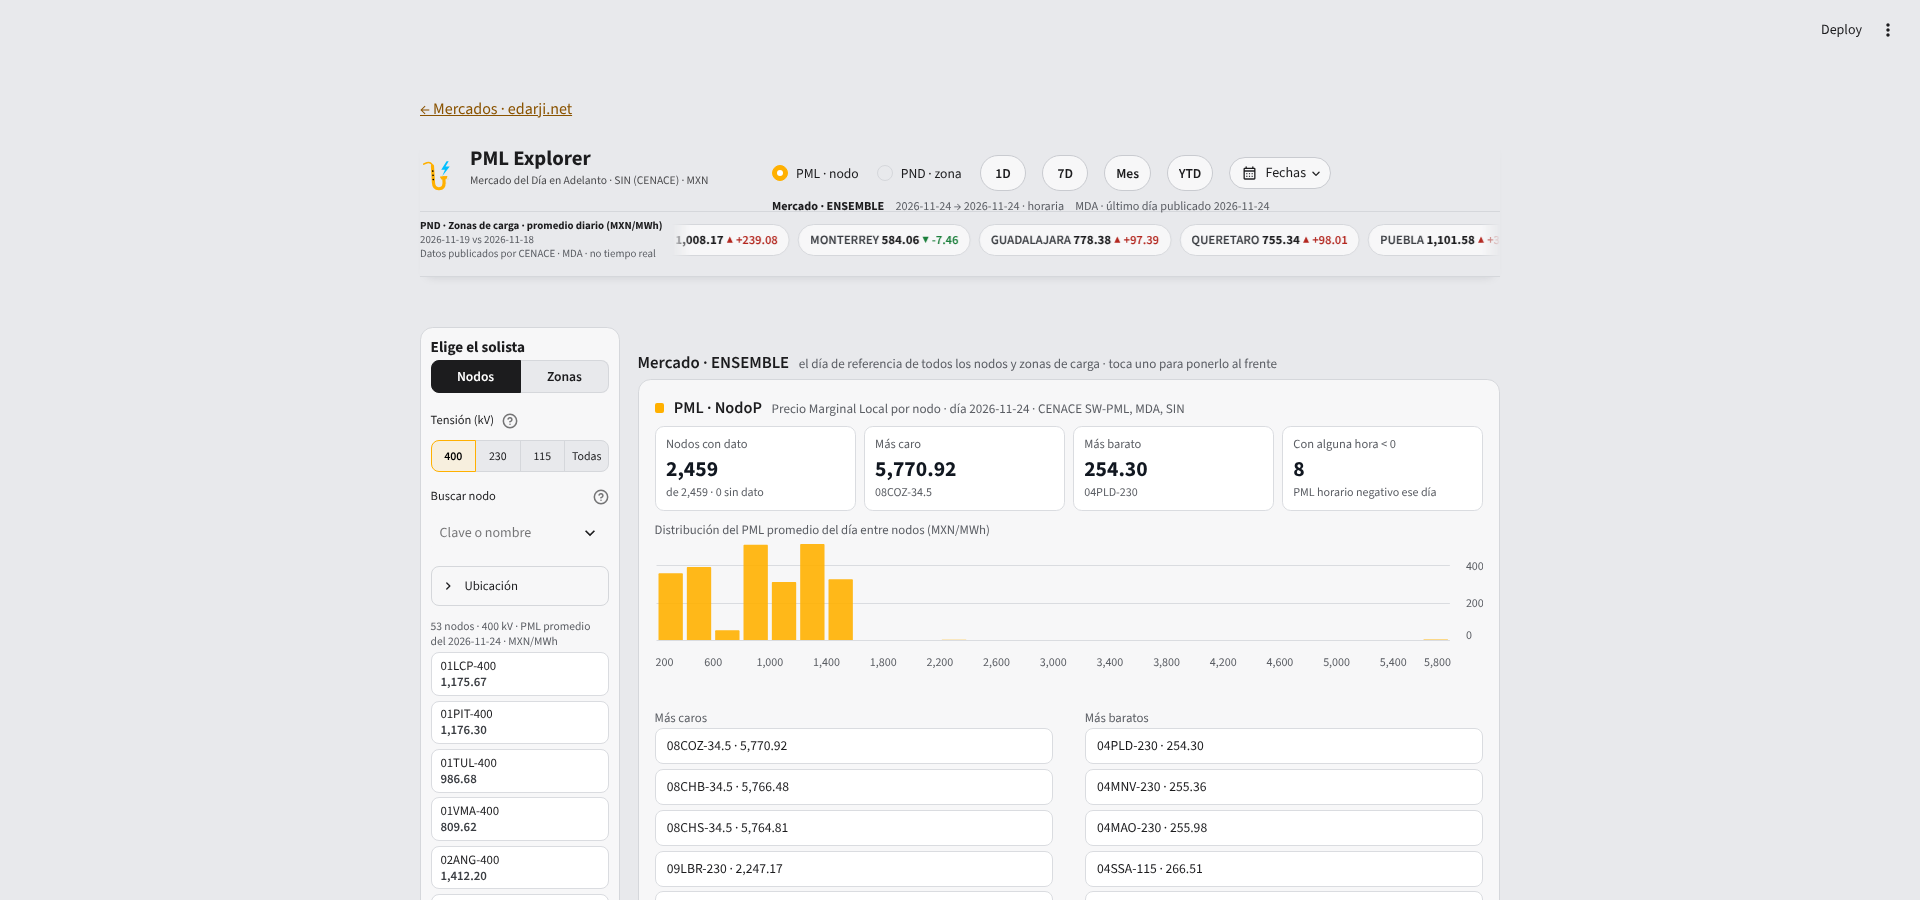 Deploy
← Mercados · edarji.net
PML Explorer
Mercado del Día en Adelanto · SIN (CENACE) · MXN
PML · nodo
PND · zona
1D
7D
Mes
YTD
Fechas
Mercado · ENSEMBLE 2026-11-24 → 2026-11-24 · horaria MDA · último día publicado 2026-11-24
PND · Zonas de carga · promedio diario (MXN/MWh)
2026-11-19 vs 2026-11-18
Datos publicados por CENACE · MDA · no tiempo real
1,008.17 ▲ +239.08
MONTERREY 584.06 ▼ -7.46
GUADALAJARA 778.38 ▲ +97.39
QUERETARO 755.34 ▲ +98.01
PUEBLA 1,101.58 ▲
Elige el solista
Nodos
Zonas
Tensión (kV)
400
230
115
Todas
Buscar nodo
Clave o nombre
Ubicación
53 nodos · 400 kV · PML promedio
del 2026-11-24 · MXN/MWh
01LCP-400
1,175.67
01PIT-400
1,176.30
01TUL-400
986.68
01VMA-400
809.62
02ANG-400
1,412.20
Mercado · ENSEMBLE el día de referencia de todos los nodos y zonas de carga · toca uno para ponerlo al frente
PML · NodoP Precio Marginal Local por nodo · día 2026-11-24 · CENACE SW-PML, MDA, SIN
Nodos con dato
2,459
de 2,459 · 0 sin dato
Más caro
5,770.92
08COZ-34.5
Más barato
254.30
04PLD-230
Con alguna hora < 0
8
PML horario negativo ese día
Distribución del PML promedio del día entre nodos (MXN/MWh)
400
200
0
200 600 1,000 1,400 1,800 2,200 2,600 3,000 3,400 3,800 4,200 4,600 5,000 5,400 5,800
Más caros
08COZ-34.5 · 5,770.92
08CHB-34.5 · 5,766.48
08CHS-34.5 · 5,764.81
09LBR-230 · 2,247.17
Más baratos
04PLD-230 · 254.30
04MNV-230 · 255.36
04MAO-230 · 255.98
04SSA-115 · 266.51